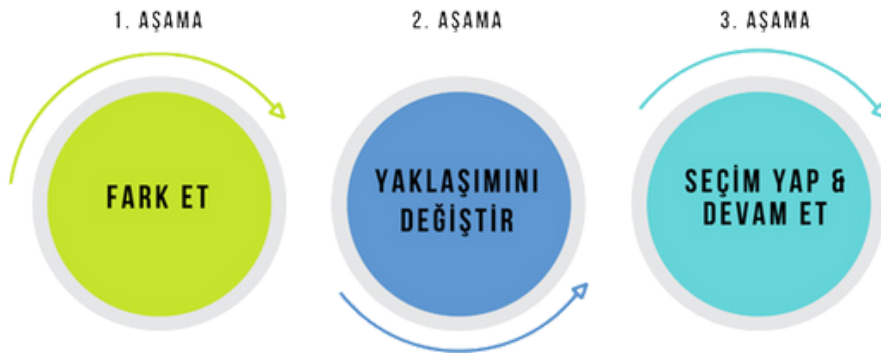 1. AŞAMA
2. AŞAMA
3. AŞAMA
FARK ET
YAKLAŞIMINI
DEĞİŞTİR
SEÇİM YAP &
DEVAM ET